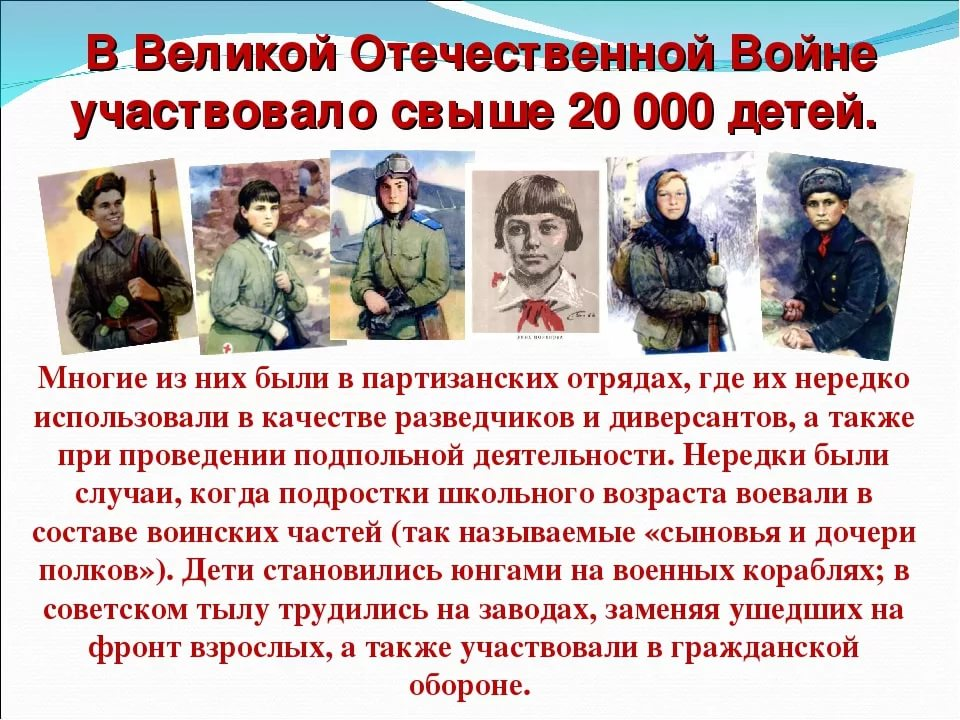 В Великой Отечественной Войне
участвовало свыше 20 000 детей.
Многие из них были в партизанских отрядах, где их нередко
использовали в качестве разведчиков и диверсантов, а также
при проведении подпольной деятельности. Нередки были
случаи, когда подростки школьного возраста воевали в
составе воинских частей (так называемые «сыновья и дочери
полков»). Дети становились юнгами на военных кораблях; в
советском тылу трудились на заводах, заменяя ушедших на
фронт взрослых, а также участвовали в гражданской
обороне.